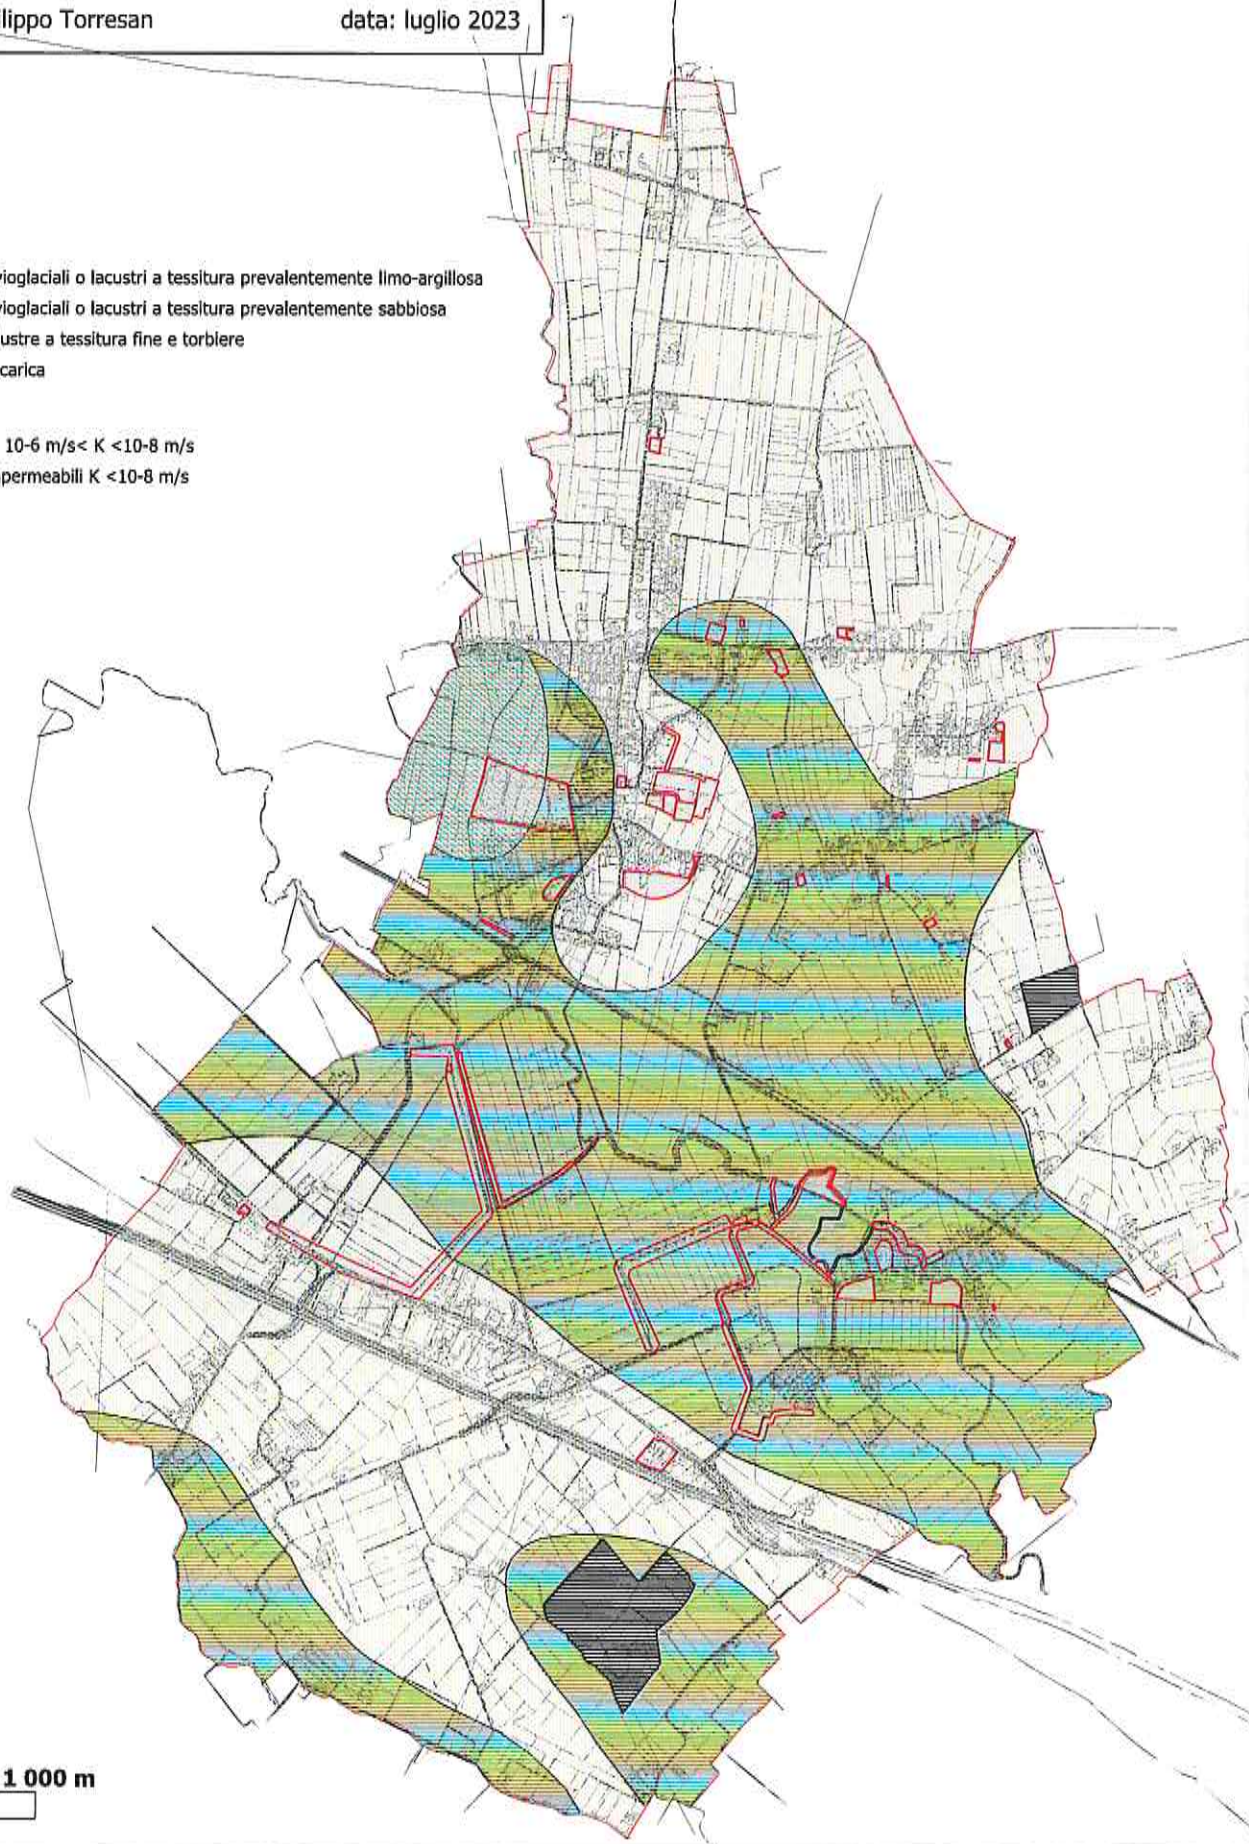 lippo Torresan data: luglio 2023
vioglaciali o lacustri a tessitura prevalentemente limo-argillosa
vioglaciali o lacustri a tessitura prevalentemente sabbiosa
ustre a tessitura fine e torbiere
carica
10-6 m/s< K <10-8 m/s
permeabili K <10-8 m/s
1 000 m